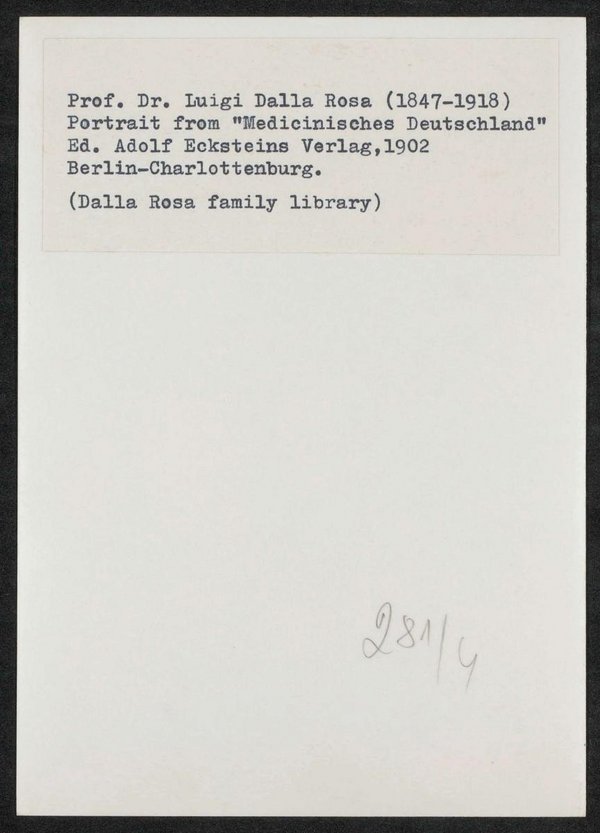 Prof. Dr. Luigi Dalla Rosa (1847-1918)
Portrait from "Medicinisches Deutschland"
Ed. Adolf Ecksteins Verlag,1902
Berlin-Charlottenburg.
(Dalla Rosa family library)
281/4